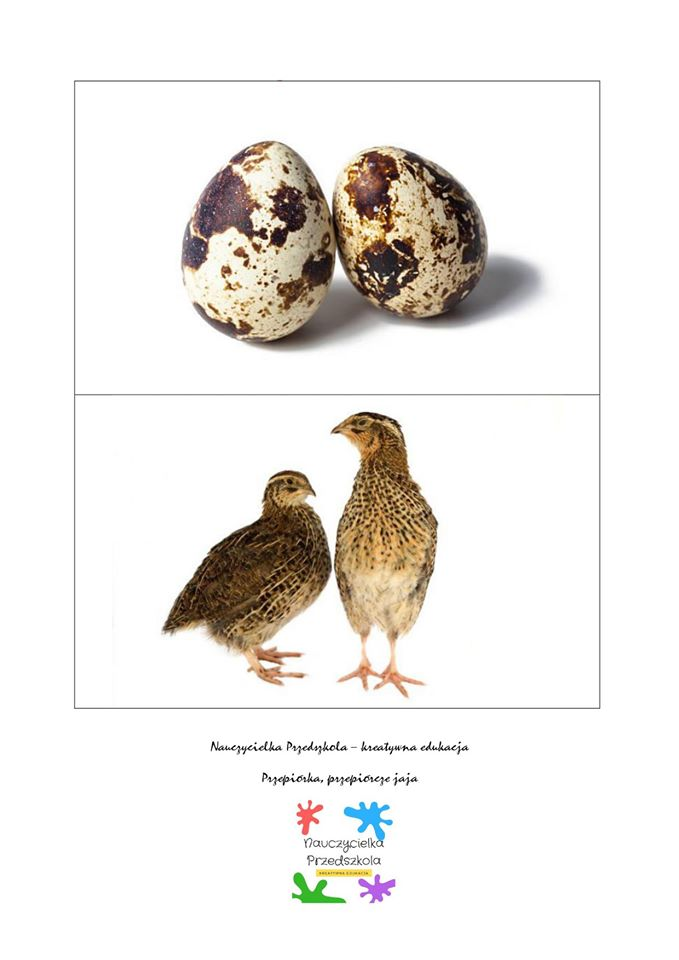 Nauczycielka Przedszkola – kreatywna edukacja
Przepiórka, przepiórcze jaja
Nauczycielka
Przedszkola
KREATYWNA EDUKACJA